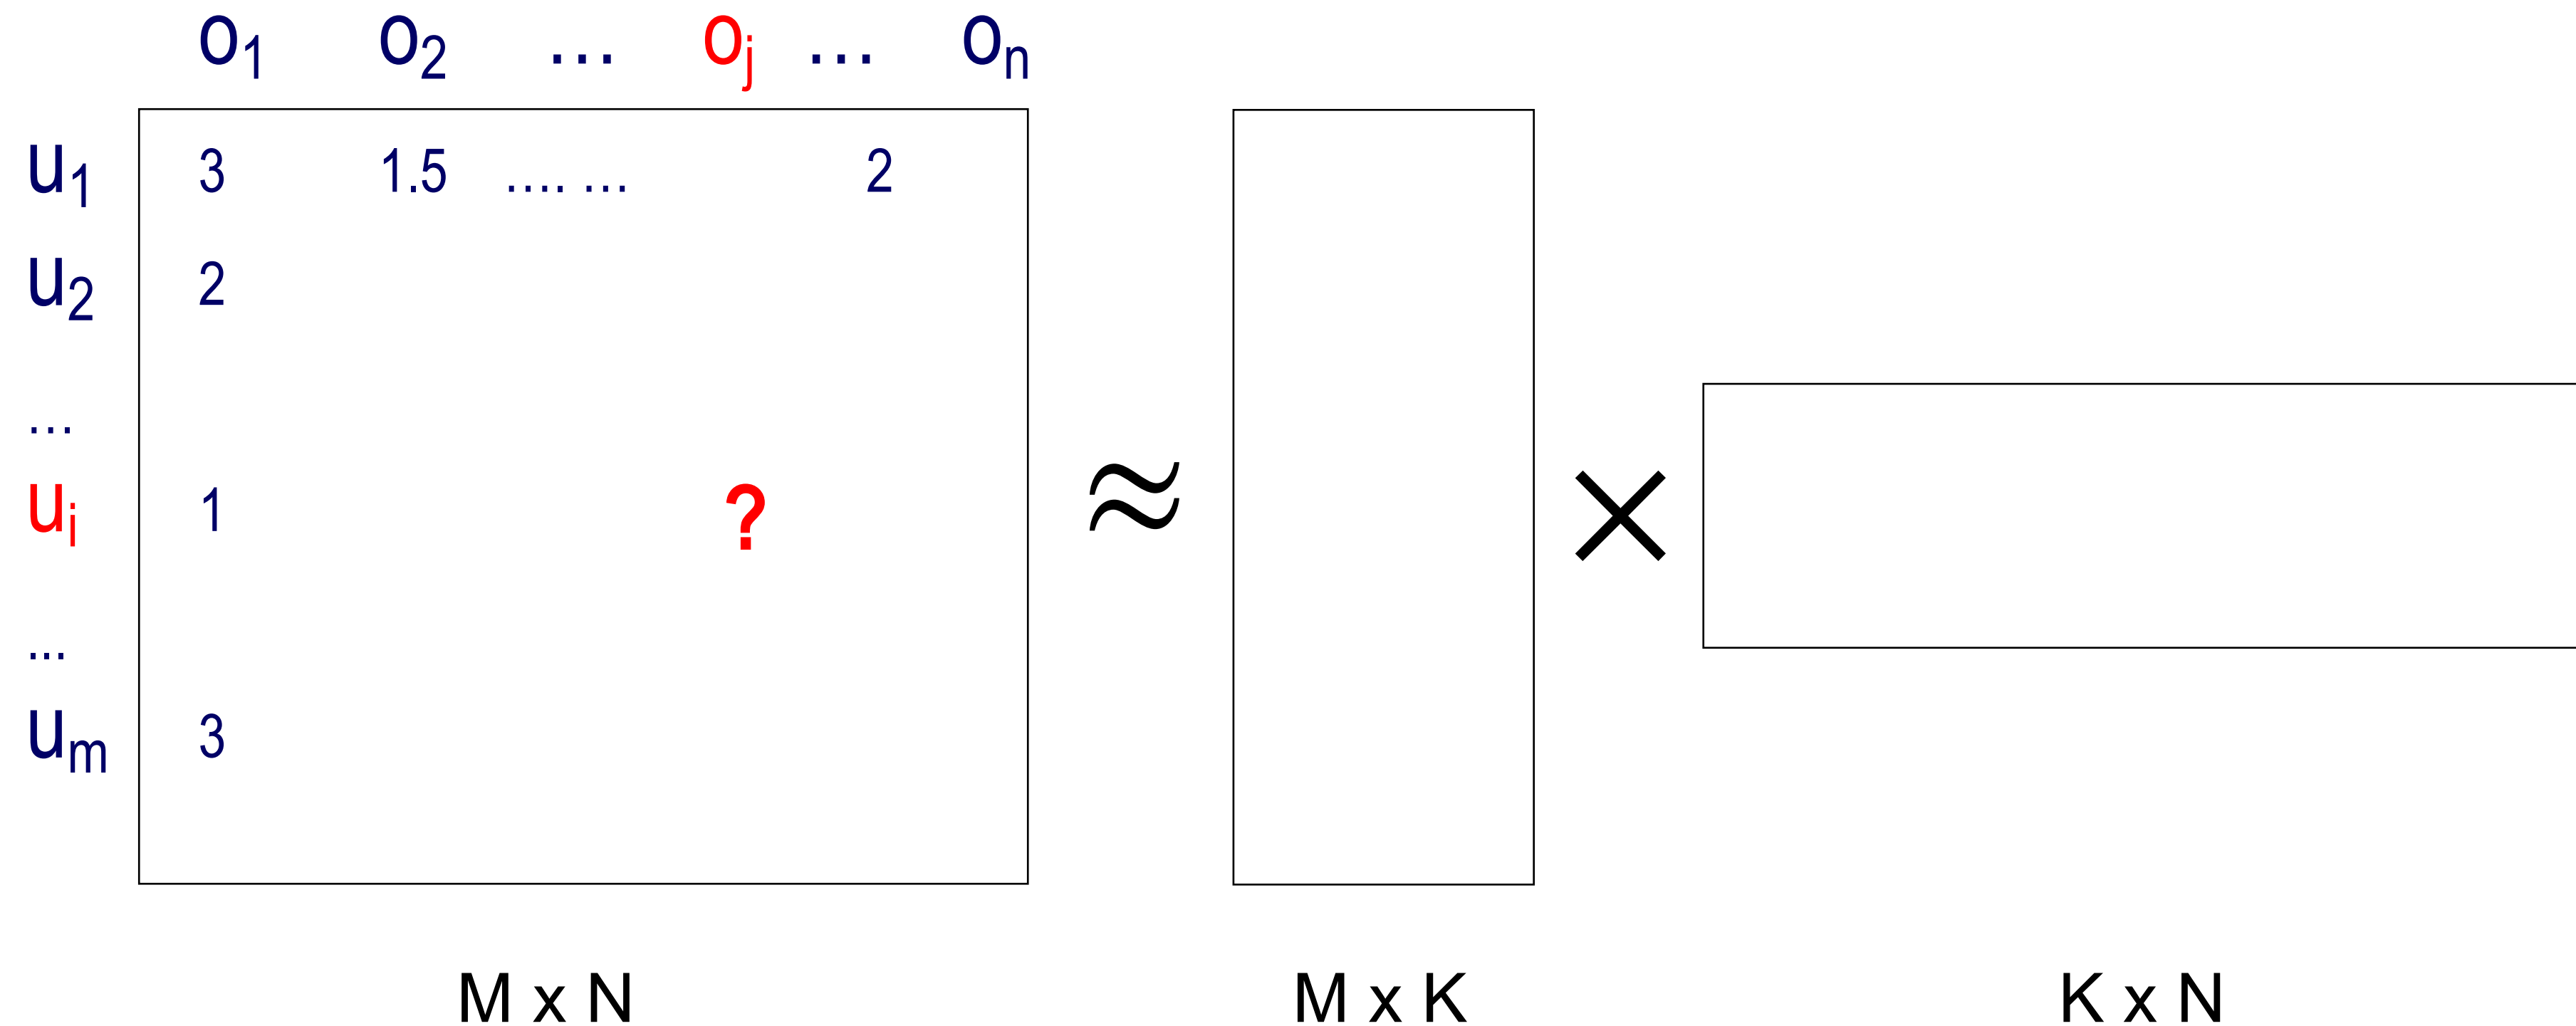 o₁ o₂ ... oⱼ ... oₙ
u₁ 3 1.5 .... ... 2
u₂ 2
...
uᵢ 1 ? ≈ ×
...
uₘ 3
M x N M x K K x N